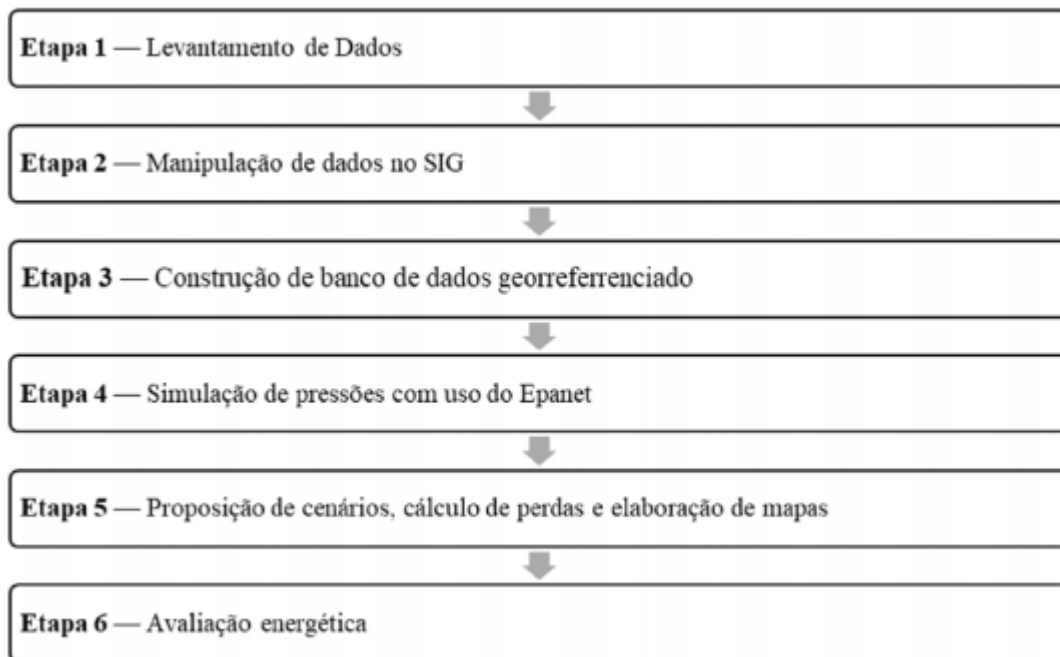 Etapa 1 — Levantamento de Dados
Etapa 2 — Manipulação de dados no SIG
Etapa 3 — Construção de banco de dados georreferrenciado
Etapa 4 — Simulação de pressões com uso do Epanet
Etapa 5 — Proposição de cenários, cálculo de perdas e elaboração de mapas
Etapa 6 — Avaliação energética